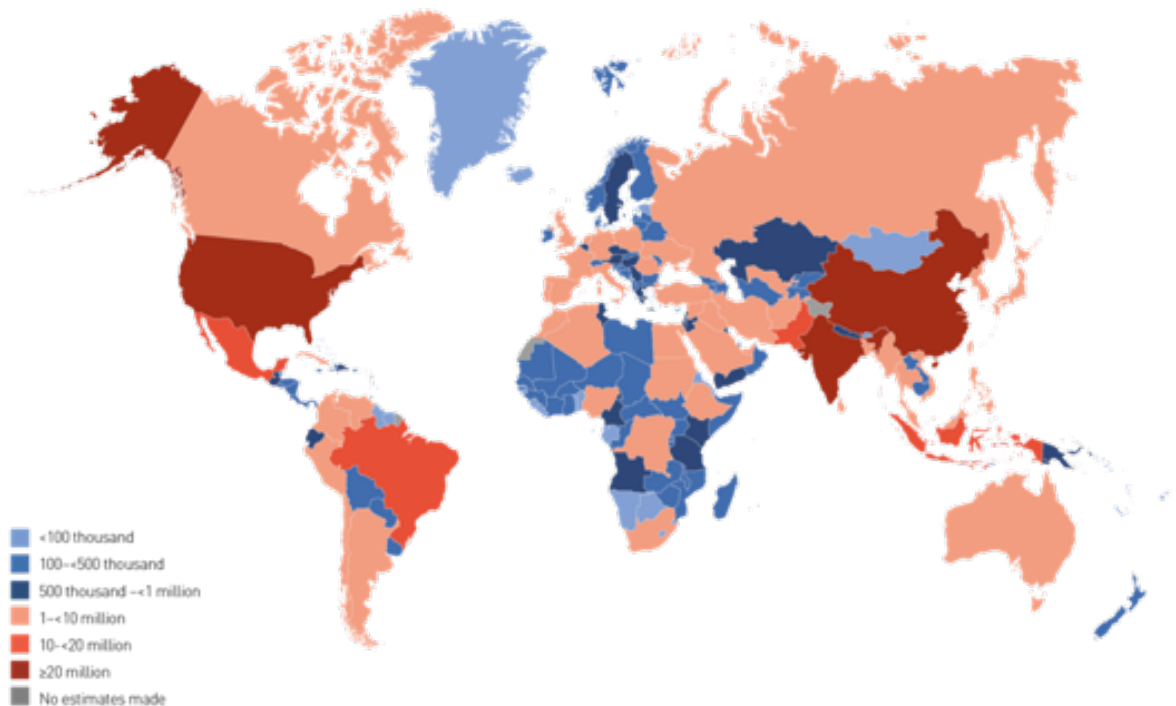 <100 thousand
100-<500 thousand
500 thousand -<1 million
1-<10 million
10-<20 million
≥20 million
No estimates made